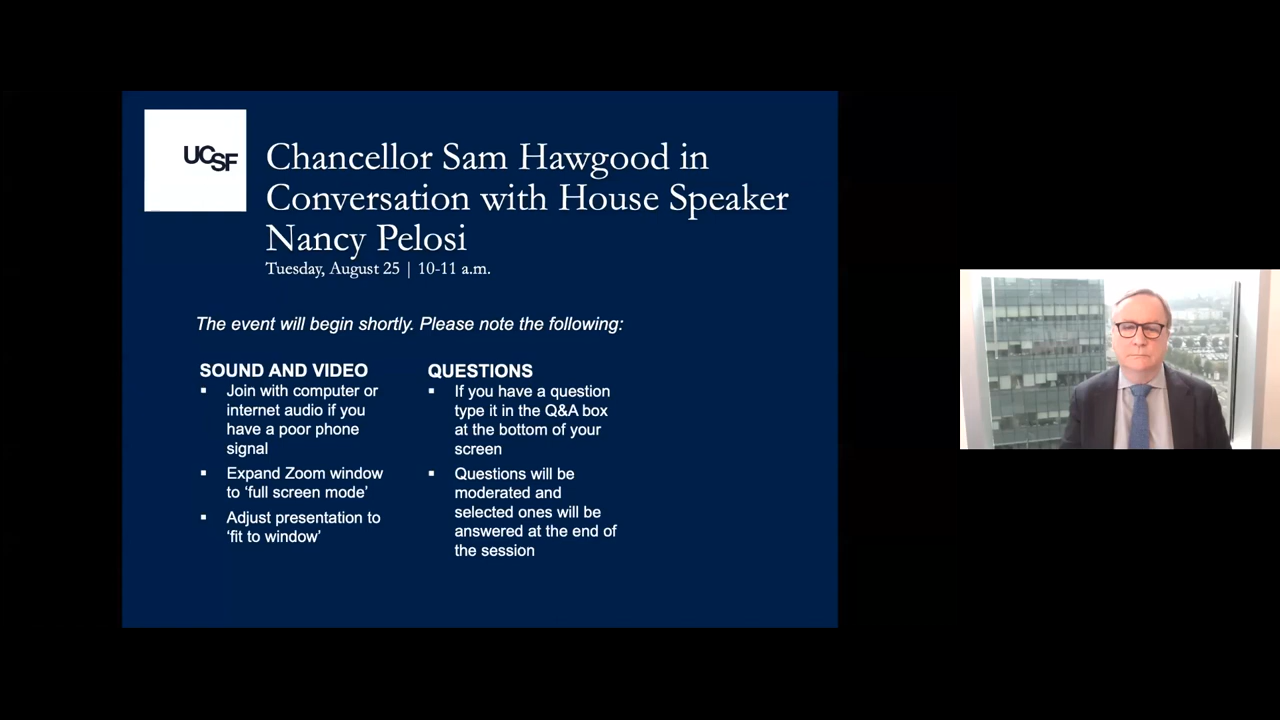 UCSF
Chancellor Sam Hawgood in
Conversation with House Speaker
Nancy Pelosi
Tuesday, August 25 | 10-11 a.m.
The event will begin shortly. Please note the following:
SOUND AND VIDEO
▪ Join with computer or
internet audio if you
have a poor phone
signal
▪ Expand Zoom window
to ‘full screen mode’
▪ Adjust presentation to
‘fit to window’
QUESTIONS
▪ If you have a question
type it in the Q&A box
at the bottom of your
screen
▪ Questions will be
moderated and
selected ones will be
answered at the end of
the session